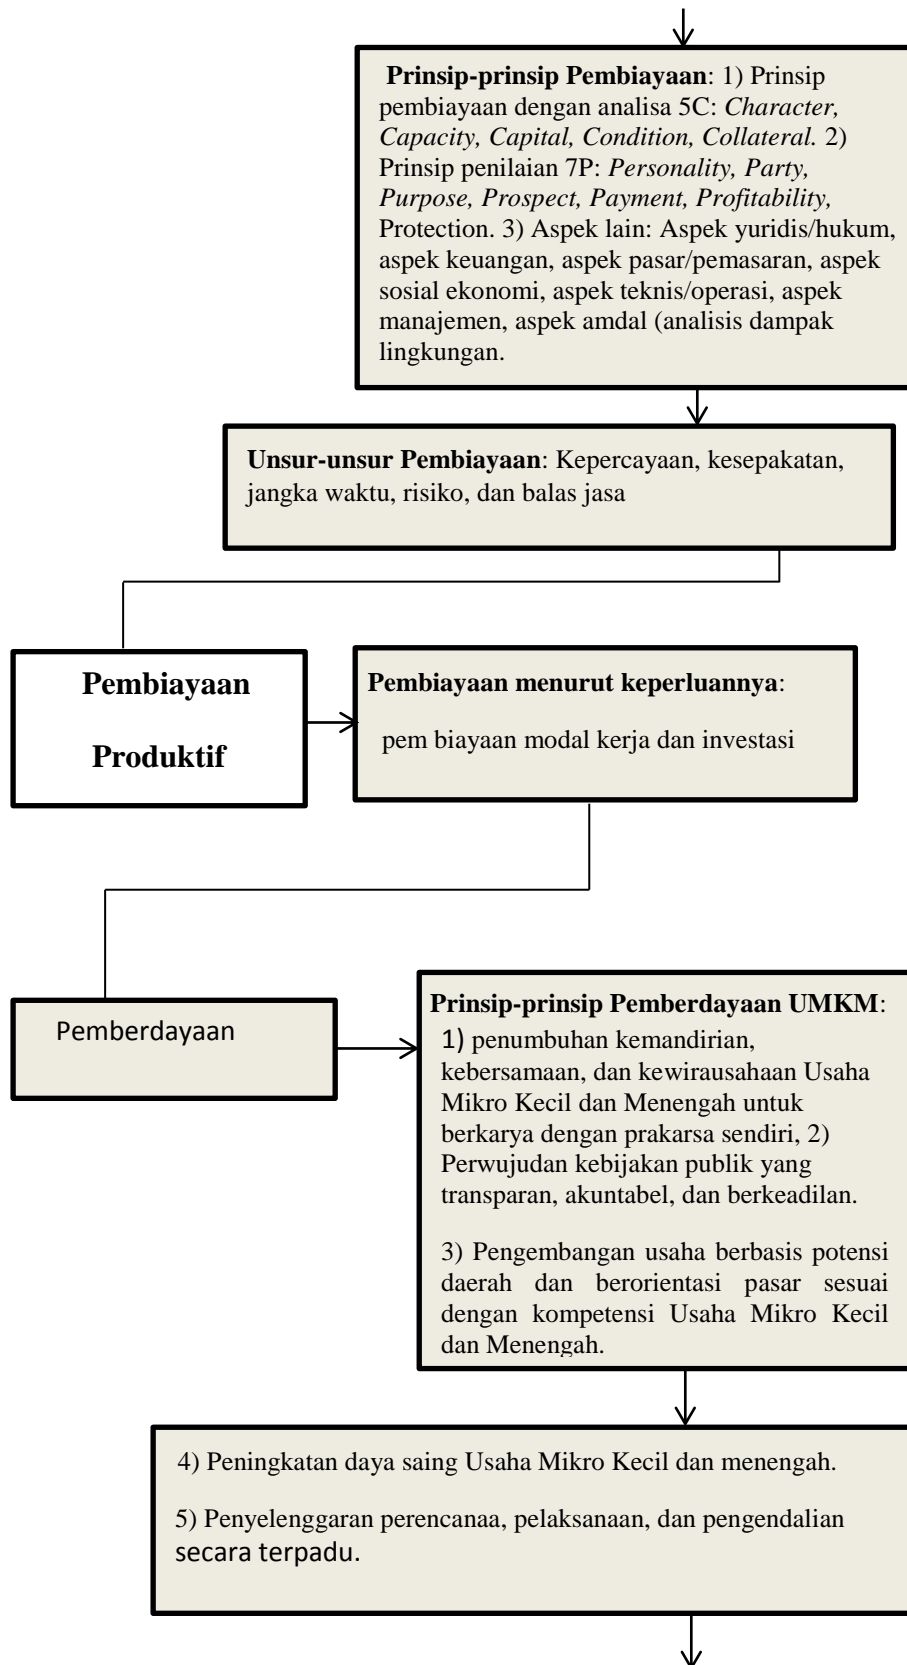 Prinsip-prinsip Pembiayaan: 1) Prinsip
pembiayaan dengan analisa 5C: Character,
Capacity, Capital, Condition, Collateral. 2)
Prinsip penilaian 7P: Personality, Party,
Purpose, Prospect, Payment, Profitability,
Protection. 3) Aspek lain: Aspek yuridis/hukum,
aspek keuangan, aspek pasar/pemasaran, aspek
sosial ekonomi, aspek teknis/operasi, aspek
manajemen, aspek amdal (analisis dampak
lingkungan.
Unsur-unsur Pembiayaan: Kepercayaan, kesepakatan,
jangka waktu, risiko, dan balas jasa
Pembiayaan
Produktif
Pembiayaan menurut keperluannya:
pem biayaan modal kerja dan investasi
Pemberdayaan
Prinsip-prinsip Pemberdayaan UMKM:
1) penumbuhan kemandirian,
kebersamaan, dan kewirausahaan Usaha
Mikro Kecil dan Menengah untuk
berkarya dengan prakarsa sendiri, 2)
Perwujudan kebijakan publik yang
transparan, akuntabel, dan berkeadilan.
3) Pengembangan usaha berbasis potensi
daerah dan berorientasi pasar sesuai
dengan kompetensi Usaha Mikro Kecil
dan Menengah.
4) Peningkatan daya saing Usaha Mikro Kecil dan menengah.
5) Penyelenggaran perencanaa, pelaksanaan, dan pengendalian
secara terpadu.